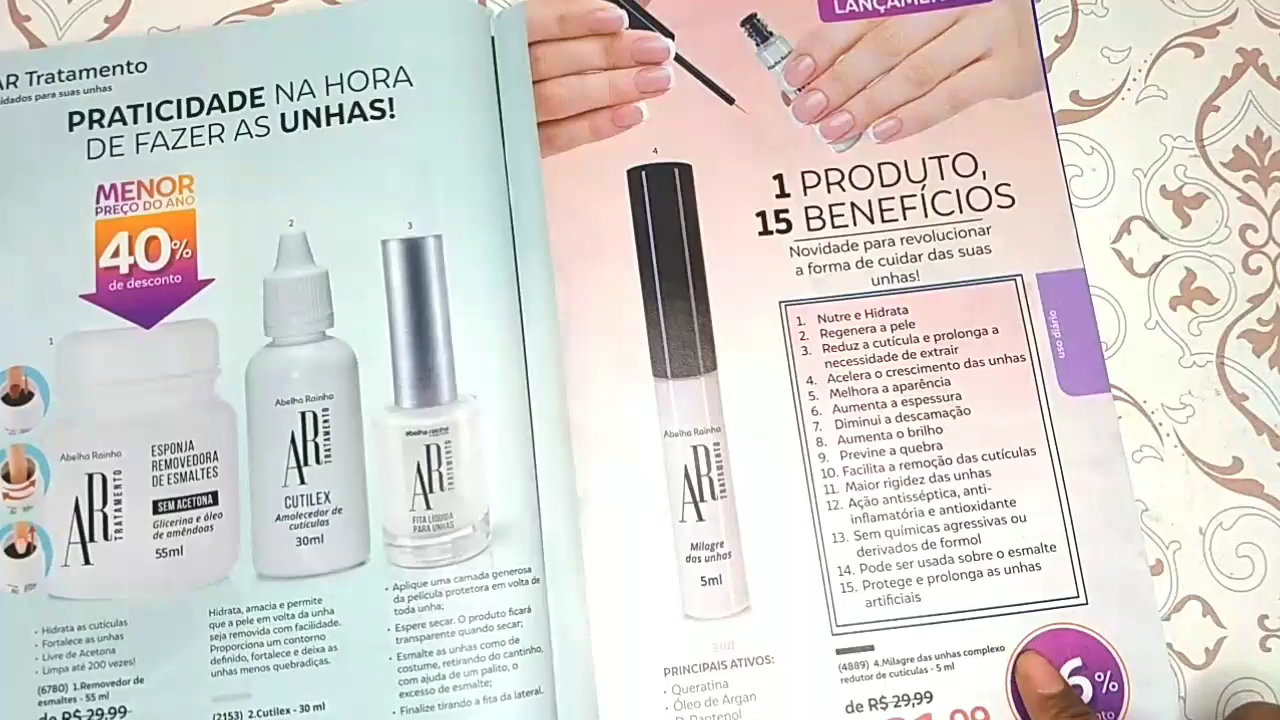 AR Tratamento
idados para suas unhas
PRATICIDADE NA HORA
DE FAZER AS UNHAS!
MENOR
PREÇO DO ANO
40%
de desconto
1
Abelha Rainha
AR
TRATAMENTO
ESPONJA
REMOVEDORA
DE ESMALTES
SEM ACETONA
Glicerina e óleo
de amêndoas
55ml
2
Abelha Rainha
AR
TRATAMENTO
CUTILEX
Amolecedor de
cutículas
30ml
3
abelha rainha
AR
TRATAMENTO
FITA LÍQUIDA
PARA UNHAS
• Hidrata as cutículas
• Fortalece as unhas
• Livre de Acetona
• Limpa até 200 vezes!
(6780) 1.Removedor de
esmaltes - 55 ml
de R$ 29,99
Hidrata, amacia e permite
que a pele em volta da unha
seja removida com facilidade.
Proporciona um contorno
definido, fortalece e deixa as
unhas menos quebradiças.
(2153) 2.Cutilex - 30 ml
• Aplique uma camada generosa
da película protetora em volta de
toda unha;
• Espere secar. O produto ficará
transparente quando secar;
• Esmalte as unhas como de
costume, retirando do cantinho,
com ajuda de um palito, o
excesso de esmalte;
• Finalize tirando a fita da lateral.
LANÇAMEN
4
1 PRODUTO,
15 BENEFÍCIOS
Novidade para revolucionar
a forma de cuidar das suas
unhas!
1. Nutre e Hidrata
2. Regenera a pele
3. Reduz a cutícula e prolonga a
necessidade de extrair
4. Acelera o crescimento das unhas
5. Melhora a aparência
6. Aumenta a espessura
7. Diminui a descamação
8. Aumenta o brilho
9. Previne a quebra
10. Facilita a remoção das cutículas
11. Maior rigidez das unhas
12. Ação antisséptica, anti-
inflamatória e antioxidante
13. Sem químicas agressivas ou
derivados de formol
14. Pode ser usada sobre o esmalte
15. Protege e prolonga as unhas
artificiais
uso diário
Abelha Rainha
AR
TRATAMENTO
Milagre
das unhas
5ml
PRINCIPAIS ATIVOS:
• Queratina
• Óleo de Argan
• D-Pantenol
(4889) 4.Milagre das unhas complexo
redutor de cutículas - 5 ml
de R$ 29,99
6%